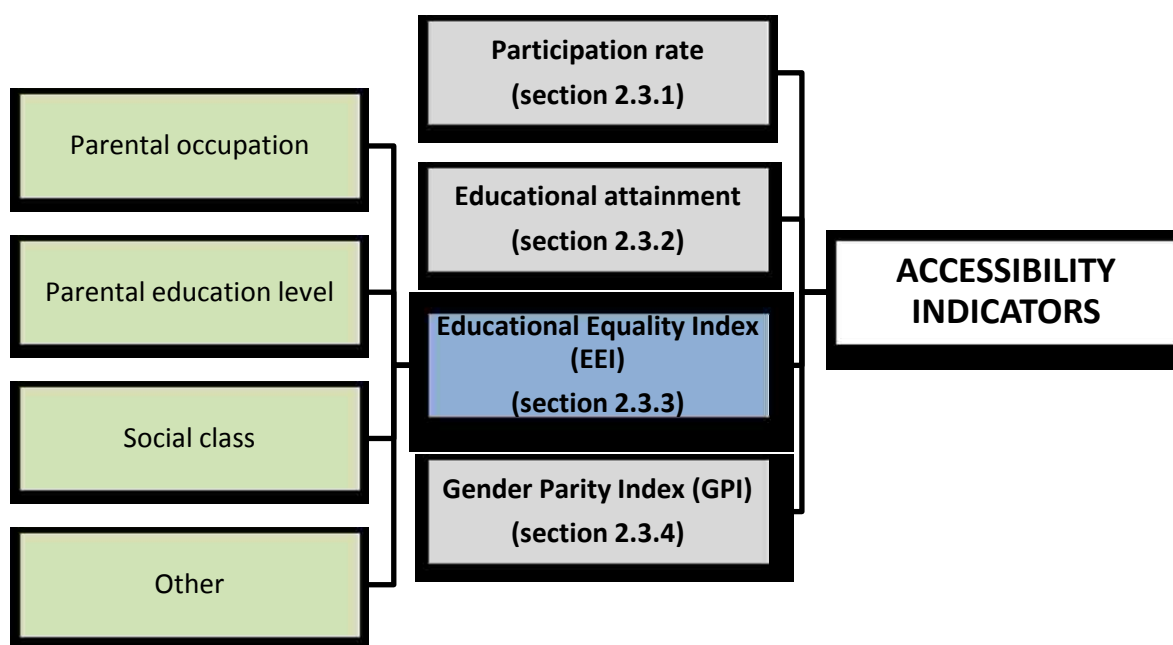 Parental occupation
Parental education level
Social class
Other
Participation rate
(section 2.3.1)
Educational attainment
(section 2.3.2)
Educational Equality Index
(EEI)
(section 2.3.3)
Gender Parity Index (GPI)
(section 2.3.4)
ACCESSIBILITY
INDICATORS